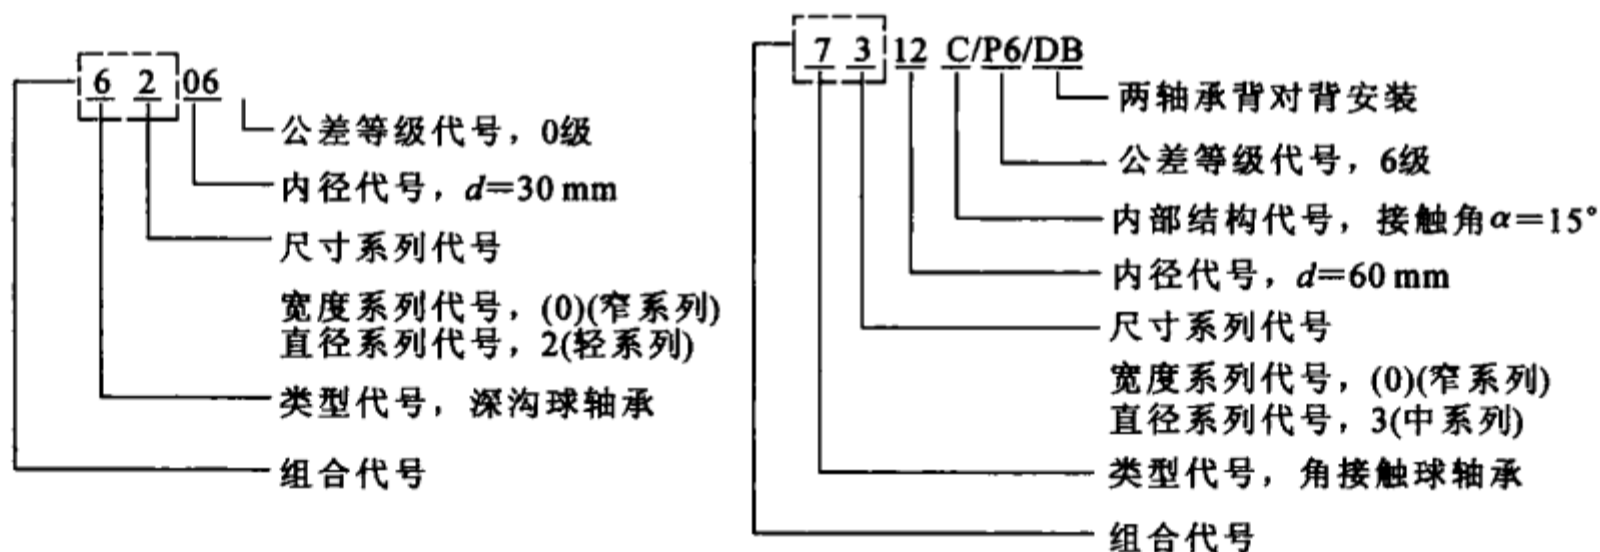 6 2 06
公差等级代号，0级
内径代号，d=30 mm
尺寸系列代号
宽度系列代号，(0)(窄系列)
直径系列代号，2(轻系列)
类型代号，深沟球轴承
组合代号
7 3 12 C/P6/DB
两轴承背对背安装
公差等级代号，6级
内部结构代号，接触角α=15°
内径代号，d=60 mm
尺寸系列代号
宽度系列代号，(0)(窄系列)
直径系列代号，3(中系列)
类型代号，角接触球轴承
组合代号